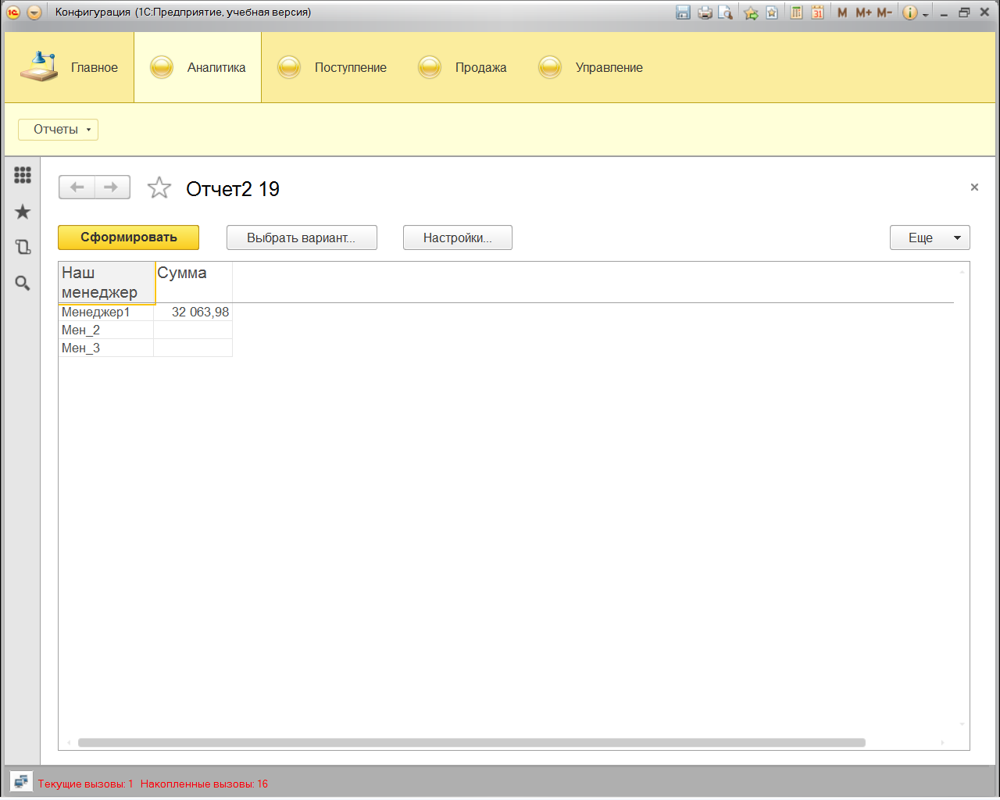 Конфигурация (1С:Предприятие, учебная версия)
31 M M+ M-
Главное Аналитика Поступление Продажа Управление
Отчеты
Отчет2 19
Сформировать Выбрать вариант... Настройки... Еще
Наш менеджер Сумма
Менеджер1 32 063,98
Мен_2
Мен_3
Текущие вызовы: 1 Накопленные вызовы: 16